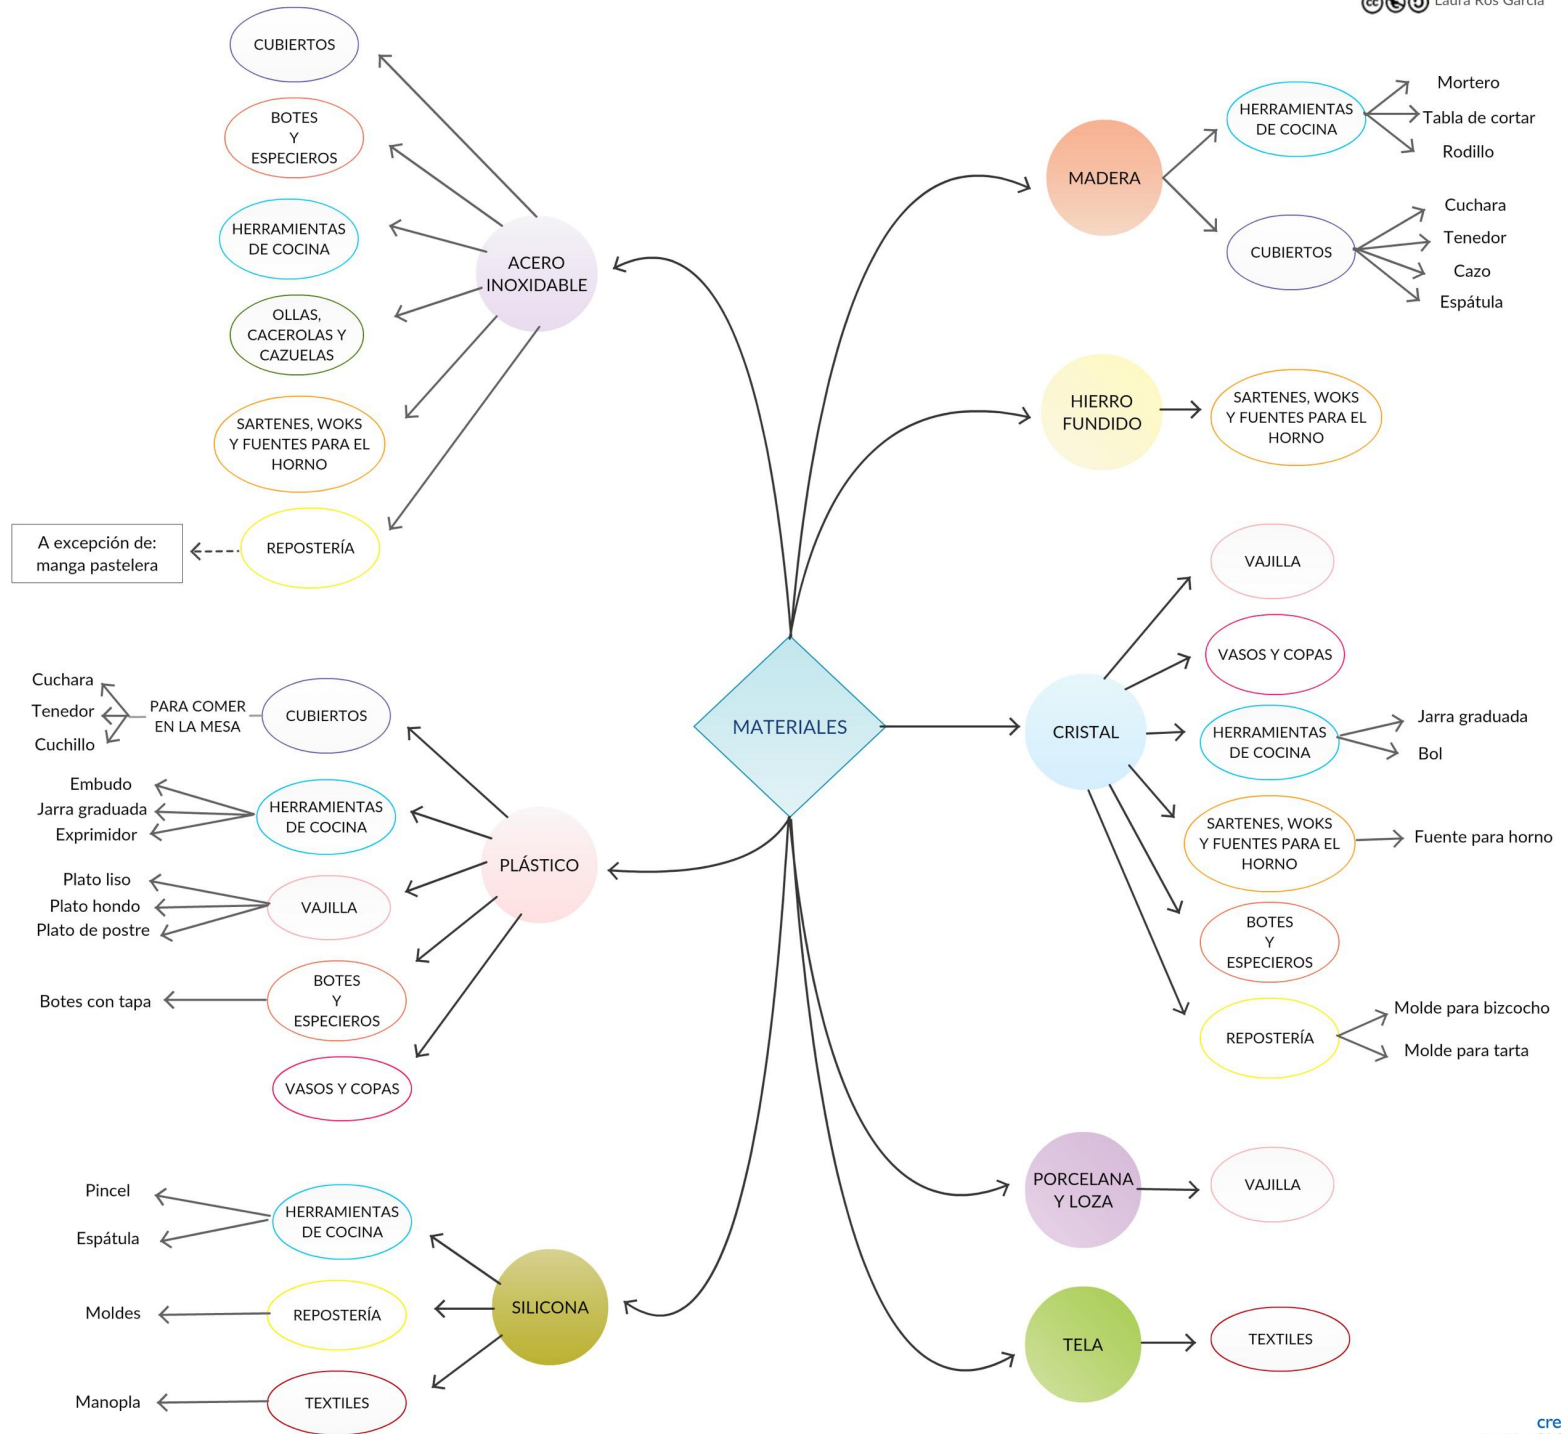 cc
Laura Ros García
CUBIERTOS
BOTES
Y
ESPECIEROS
HERRAMIENTAS
DE COCINA
OLLAS,
CACEROLAS Y
CAZUELAS
SARTENES, WOKS
Y FUENTES PARA EL
HORNO
REPOSTERÍA
A excepción de:
manga pastelera
ACERO
INOXIDABLE
MADERA
HERRAMIENTAS
DE COCINA
Mortero
Tabla de cortar
Rodillo
CUBIERTOS
Cuchara
Tenedor
Cazo
Espátula
HIERRO
FUNDIDO
SARTENES, WOKS
Y FUENTES PARA EL
HORNO
MATERIALES
CRISTAL
VAJILLA
VASOS Y COPAS
HERRAMIENTAS
DE COCINA
Jarra graduada
Bol
SARTENES, WOKS
Y FUENTES PARA EL
HORNO
Fuente para horno
BOTES
Y
ESPECIEROS
REPOSTERÍA
Molde para bizcocho
Molde para tarta
PLÁSTICO
CUBIERTOS
PARA COMER
EN LA MESA
Cuchara
Tenedor
Cuchillo
HERRAMIENTAS
DE COCINA
Embudo
Jarra graduada
Exprimidor
VAJILLA
Plato liso
Plato hondo
Plato de postre
BOTES
Y
ESPECIEROS
Botes con tapa
VASOS Y COPAS
SILICONA
HERRAMIENTAS
DE COCINA
Pincel
Espátula
REPOSTERÍA
Moldes
TEXTILES
Manopla
PORCELANA
Y LOZA
VAJILLA
TELA
TEXTILES
cre